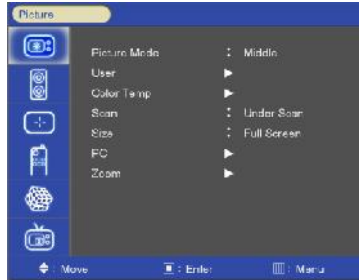 Picture
Picture Mode : Middle
User ▶
Color Temp ▶
Scan : Under Scan
Size : Full Screen
PC ▶
Zoom ▶
: Move : Enter : Menu